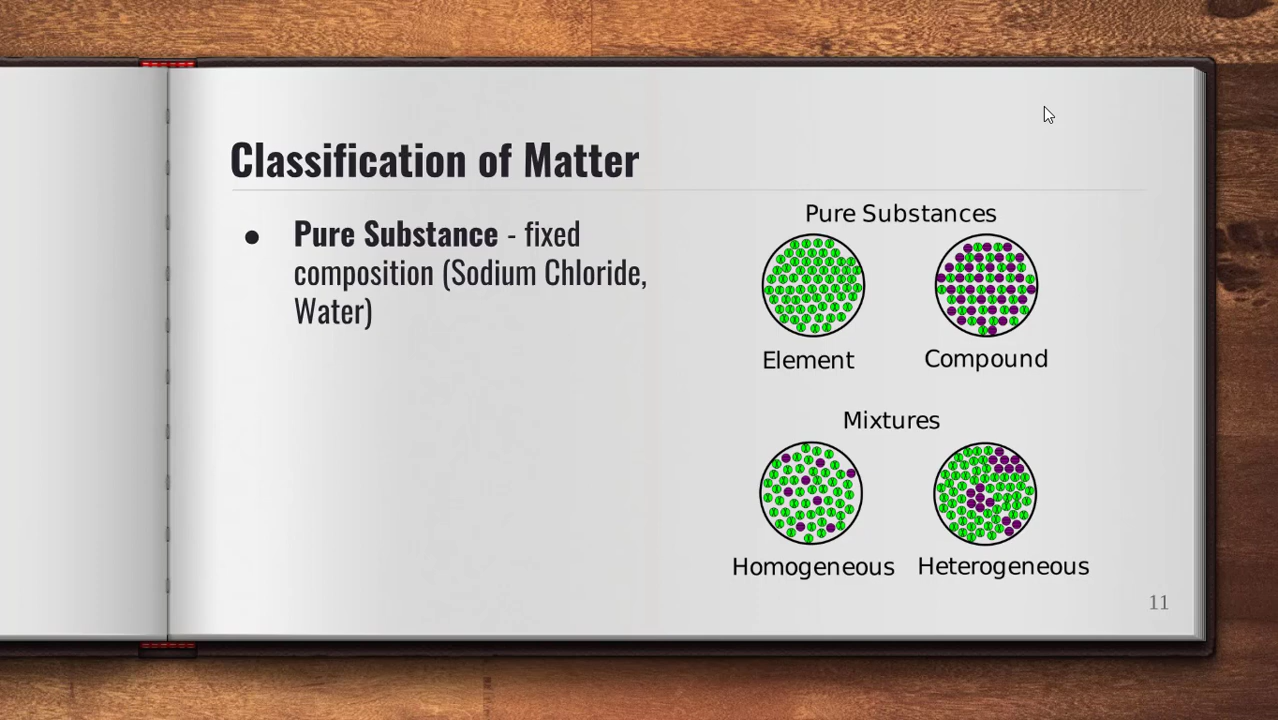 Classification of Matter
● Pure Substance - fixed
composition (Sodium Chloride,
Water)
Pure Substances
Element
Compound
Mixtures
Homogeneous
Heterogeneous
11